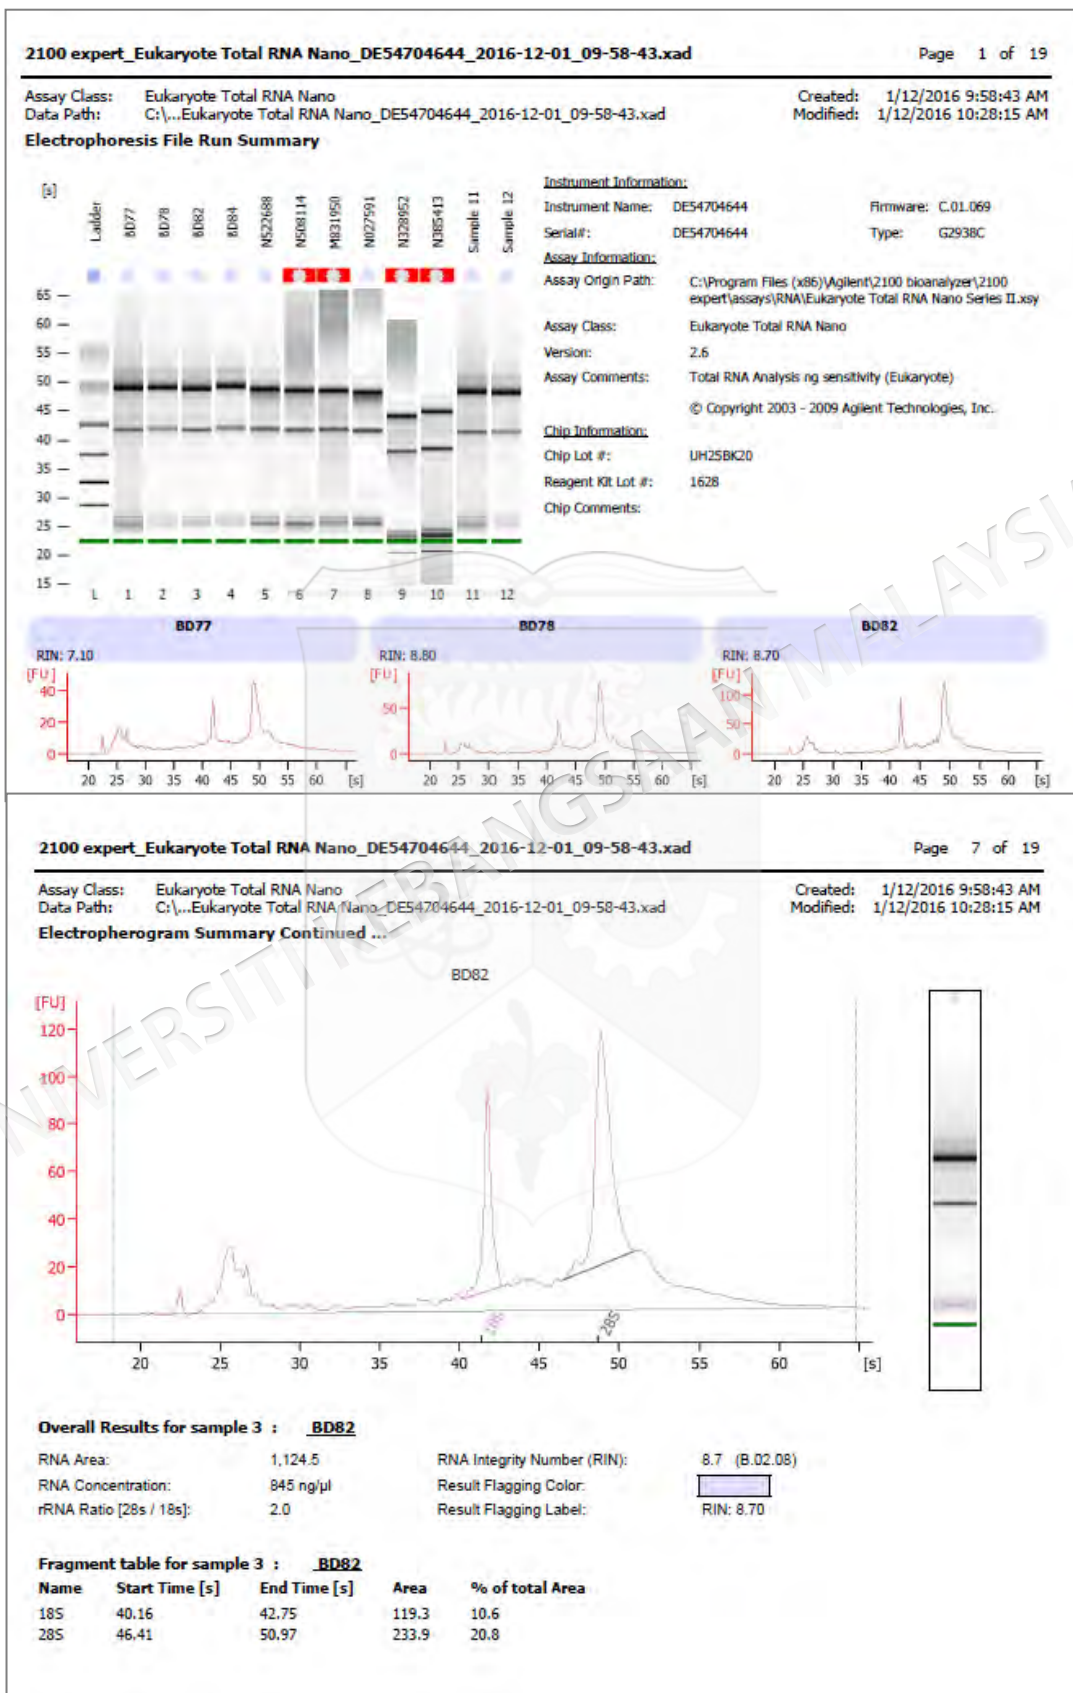 2100 expert_Eukaryote Total RNA Nano_DE54704644_2016-12-01_09-58-43.xad Page 1 of 19
Assay Class: Eukaryote Total RNA Nano Created: 1/12/2016 9:58:43 AM
Data Path: C:\...Eukaryote Total RNA Nano_DE54704644_2016-12-01_09-58-43.xad Modified: 1/12/2016 10:28:15 AM
Electrophoresis File Run Summary
[s]
Ladder BD77 BD78 BD82 BD84 N522688 N508114 M831950 N027591 N328952 N385413 Sample 11 Sample 12
65
60
55
50
45
40
35
30
25
20
15
L 1 2 3 4 5 6 7 8 9 10 11 12
Instrument Information:
Instrument Name: DE54704644 Firmware: C.01.069
Serial#: DE54704644 Type: G2938C
Assay Information:
Assay Origin Path: C:\Program Files (x86)\Agilent\2100 bioanalyzer\2100
expert\assays\RNA\Eukaryote Total RNA Nano Series II.xsy
Assay Class: Eukaryote Total RNA Nano
Version: 2.6
Assay Comments: Total RNA Analysis ng sensitivity (Eukaryote)
© Copyright 2003 - 2009 Agilent Technologies, Inc.
Chip Information:
Chip Lot #: UH25BK20
Reagent Kit Lot #: 1628
Chip Comments:
BD77 BD78 BD82
RIN: 7.10 RIN: 8.80 RIN: 8.70
[FU] [FU] [FU]
40
20
0
50
0
100
50
0
20 25 30 35 40 45 50 55 60 [s]
20 25 30 35 40 45 50 55 60 [s]
20 25 30 35 40 45 50 55 60 [s]
2100 expert_Eukaryote Total RNA Nano_DE54704644_2016-12-01_09-58-43.xad Page 7 of 19
Assay Class: Eukaryote Total RNA Nano Created: 1/12/2016 9:58:43 AM
Data Path: C:\...Eukaryote Total RNA Nano_DE54704644_2016-12-01_09-58-43.xad Modified: 1/12/2016 10:28:15 AM
Electropherogram Summary Continued ...
BD82
[FU]
120
100
80
60
40
20
0
18S 28S
20 25 30 35 40 45 50 55 60 [s]
Overall Results for sample 3 : BD82
RNA Area: 1,124.5 RNA Integrity Number (RIN): 8.7 (B.02.08)
RNA Concentration: 845 ng/µl Result Flagging Color:
rRNA Ratio [28s / 18s]: 2.0 Result Flagging Label: RIN: 8.70
Fragment table for sample 3 : BD82
Name Start Time [s] End Time [s] Area % of total Area
18S 40.16 42.75 119.3 10.6
28S 46.41 50.97 233.9 20.8
UNIVERSITI KEBANGSAAN MALAYSIA